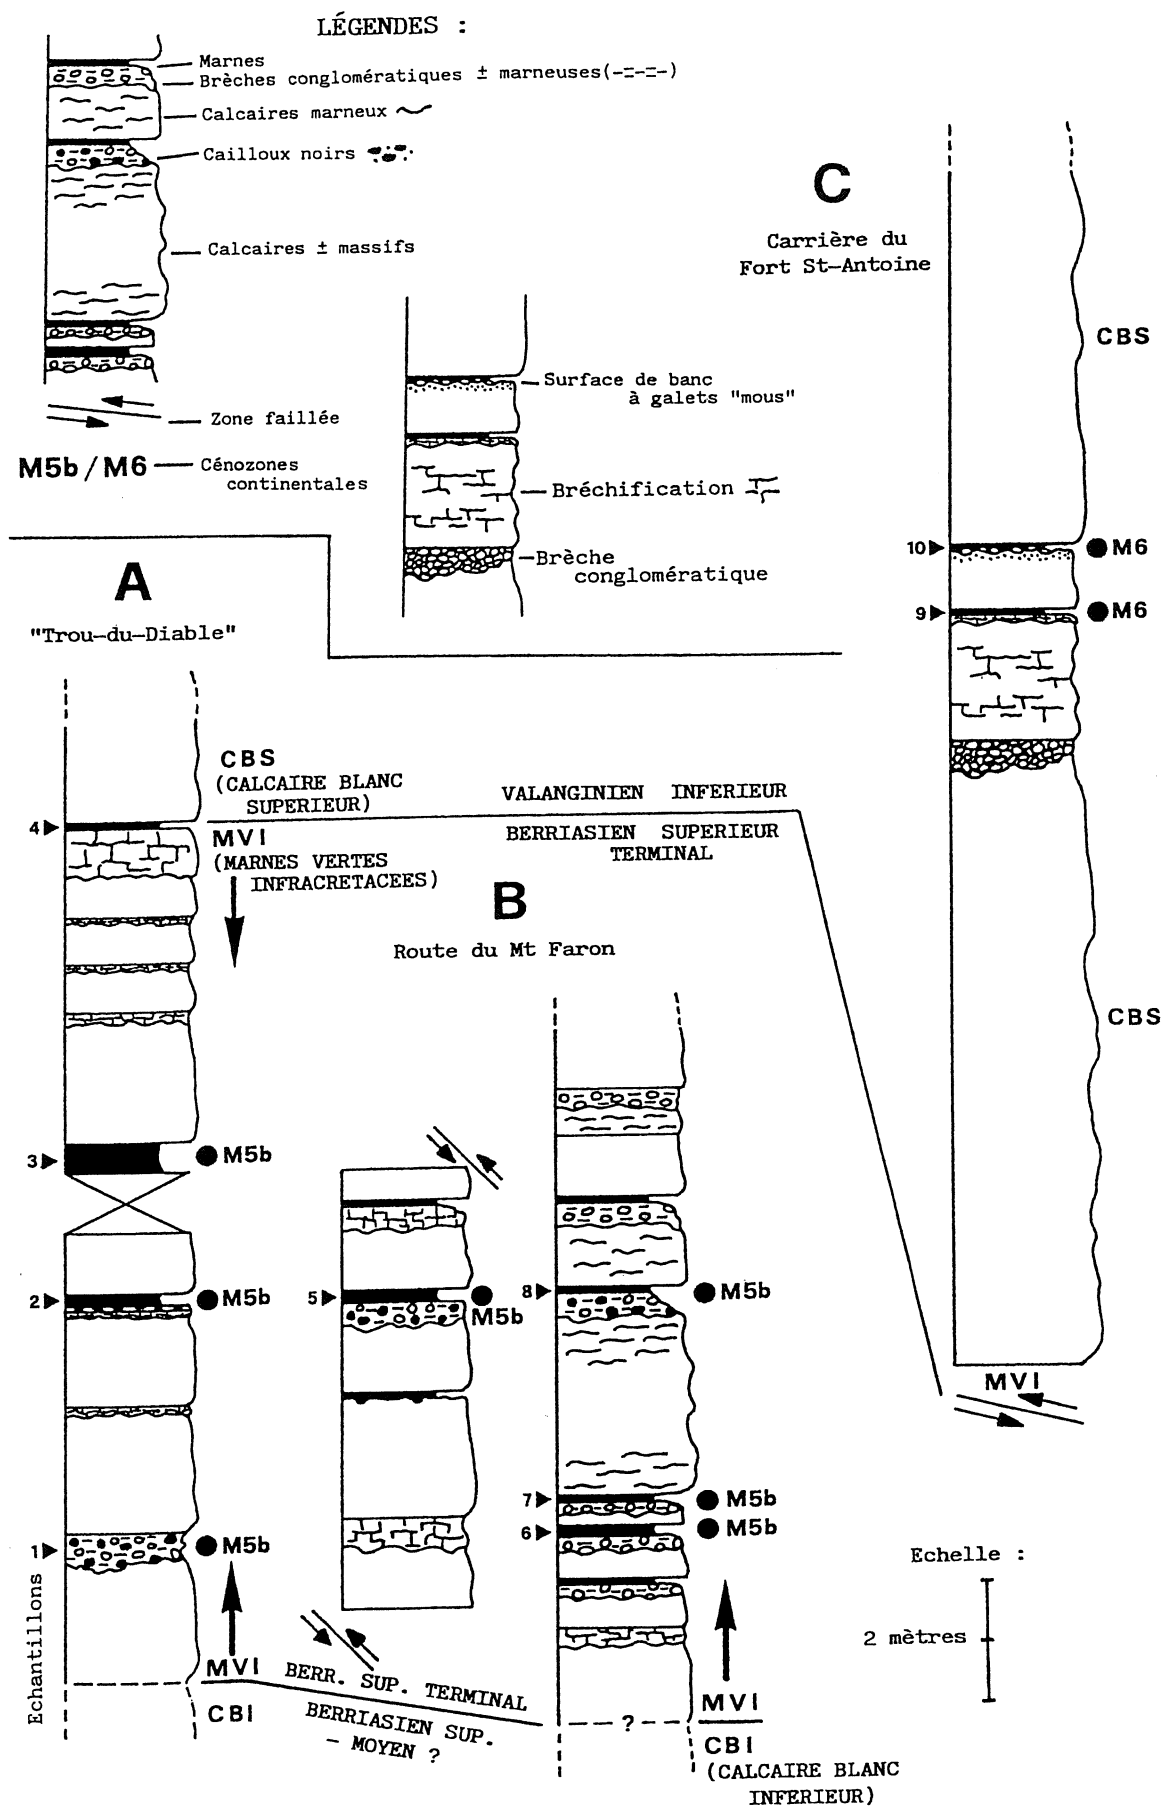 LÉGENDES :
Marnes
Brèches conglomératiques ± marneuses(-=-=-)
Calcaires marneux
Cailloux noirs
Calcaires ± massifs
Zone faillée
M5b/M6
Cénozones
continentales
Surface de banc
à galets "mous"
Bréchification
Brèche
conglomératique
A
"Trou-du-Diable"
CBS
(CALCAIRE BLANC
SUPERIEUR)
4
MVI
(MARNES VERTES
INFRACRETACEES)
3
M5b
2
M5b
1
M5b
Echantillons
MVI
CBI
VALANGINIEN INFERIEUR
BERRIASIEN SUPERIEUR
TERMINAL
BERR. SUP. TERMINAL
BERRIASIEN SUP.
- MOYEN ?
B
Route du Mt Faron
5
M5b
8
M5b
7
M5b
6
M5b
?
MVI
CBI
(CALCAIRE BLANC
INFERIEUR)
C
Carrière du
Fort St-Antoine
CBS
10
M6
9
M6
CBS
MVI
Echelle :
2 mètres